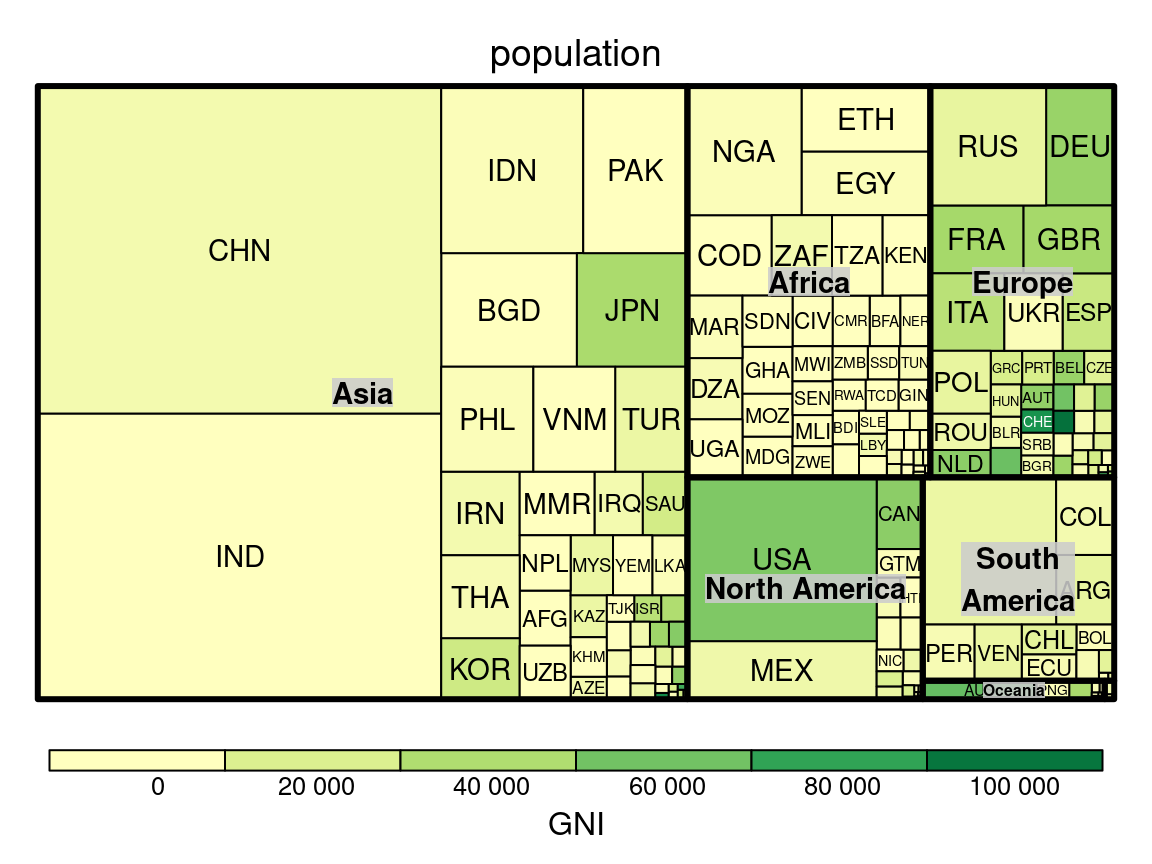 population
CHN
IND
Asia
IDN
PAK
BGD
JPN
PHL
VNM
TUR
IRN
MMR
IRQ
SAU
THA
NPL
MYS
YEM
LKA
AFG
KAZ
TJK
ISR
KOR
UZB
KHM
AZE
NGA
ETH
EGY
COD
ZAF
TZA
KEN
Africa
MAR
SDN
CIV
CMR
BFA
NER
DZA
GHA
MWI
ZMB
SSD
TUN
MOZ
SEN
RWA
TCD
GIN
UGA
MDG
MLI
BDI
SLE
ZWE
LBY
RUS
DEU
FRA
GBR
Europe
ITA
UKR
ESP
POL
GRC
PRT
BEL
CZE
HUN
AUT
ROU
BLR
CHE
SRB
NLD
BGR
USA
CAN
GTM
North America
MEX
NIC
COL
South
America
ARG
PER
VEN
CHL
BOL
ECU
Oceania
0
20 000
40 000
60 000
80 000
100 000
GNI